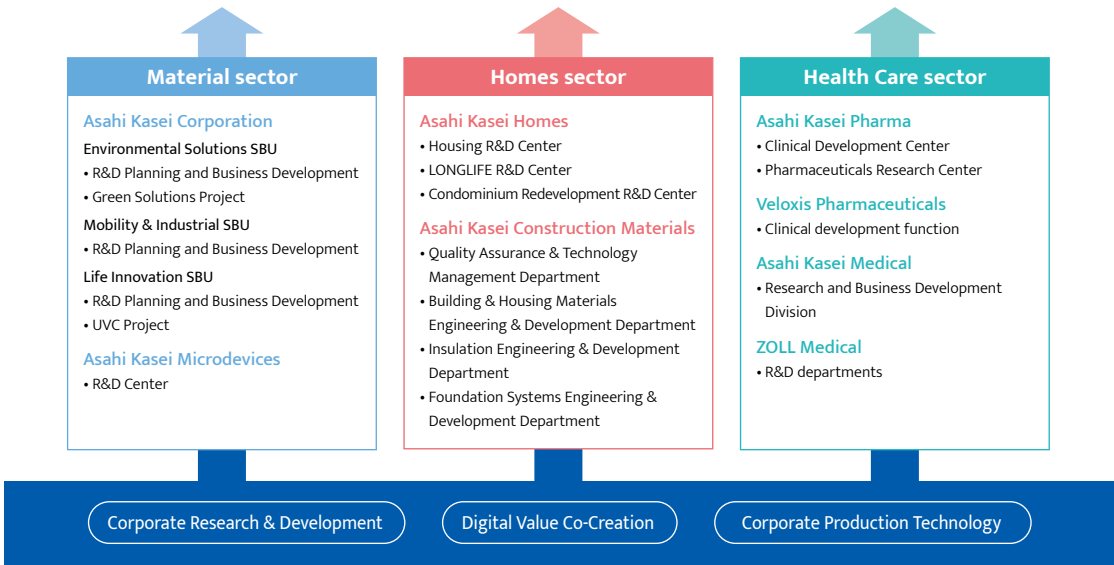 Material sector
Asahi Kasei Corporation
Environmental Solutions SBU
• R&D Planning and Business Development
• Green Solutions Project
Mobility & Industrial SBU
• R&D Planning and Business Development
Life Innovation SBU
• R&D Planning and Business Development
• UVC Project
Asahi Kasei Microdevices
• R&D Center
Homes sector
Asahi Kasei Homes
• Housing R&D Center
• LONGLIFE R&D Center
• Condominium Redevelopment R&D Center
Asahi Kasei Construction Materials
• Quality Assurance & Technology
Management Department
• Building & Housing Materials
Engineering & Development Department
• Insulation Engineering & Development
Department
• Foundation Systems Engineering &
Development Department
Health Care sector
Asahi Kasei Pharma
• Clinical Development Center
• Pharmaceuticals Research Center
Veloxis Pharmaceuticals
• Clinical development function
Asahi Kasei Medical
• Research and Business Development
Division
ZOLL Medical
• R&D departments
Corporate Research & Development
Digital Value Co-Creation
Corporate Production Technology